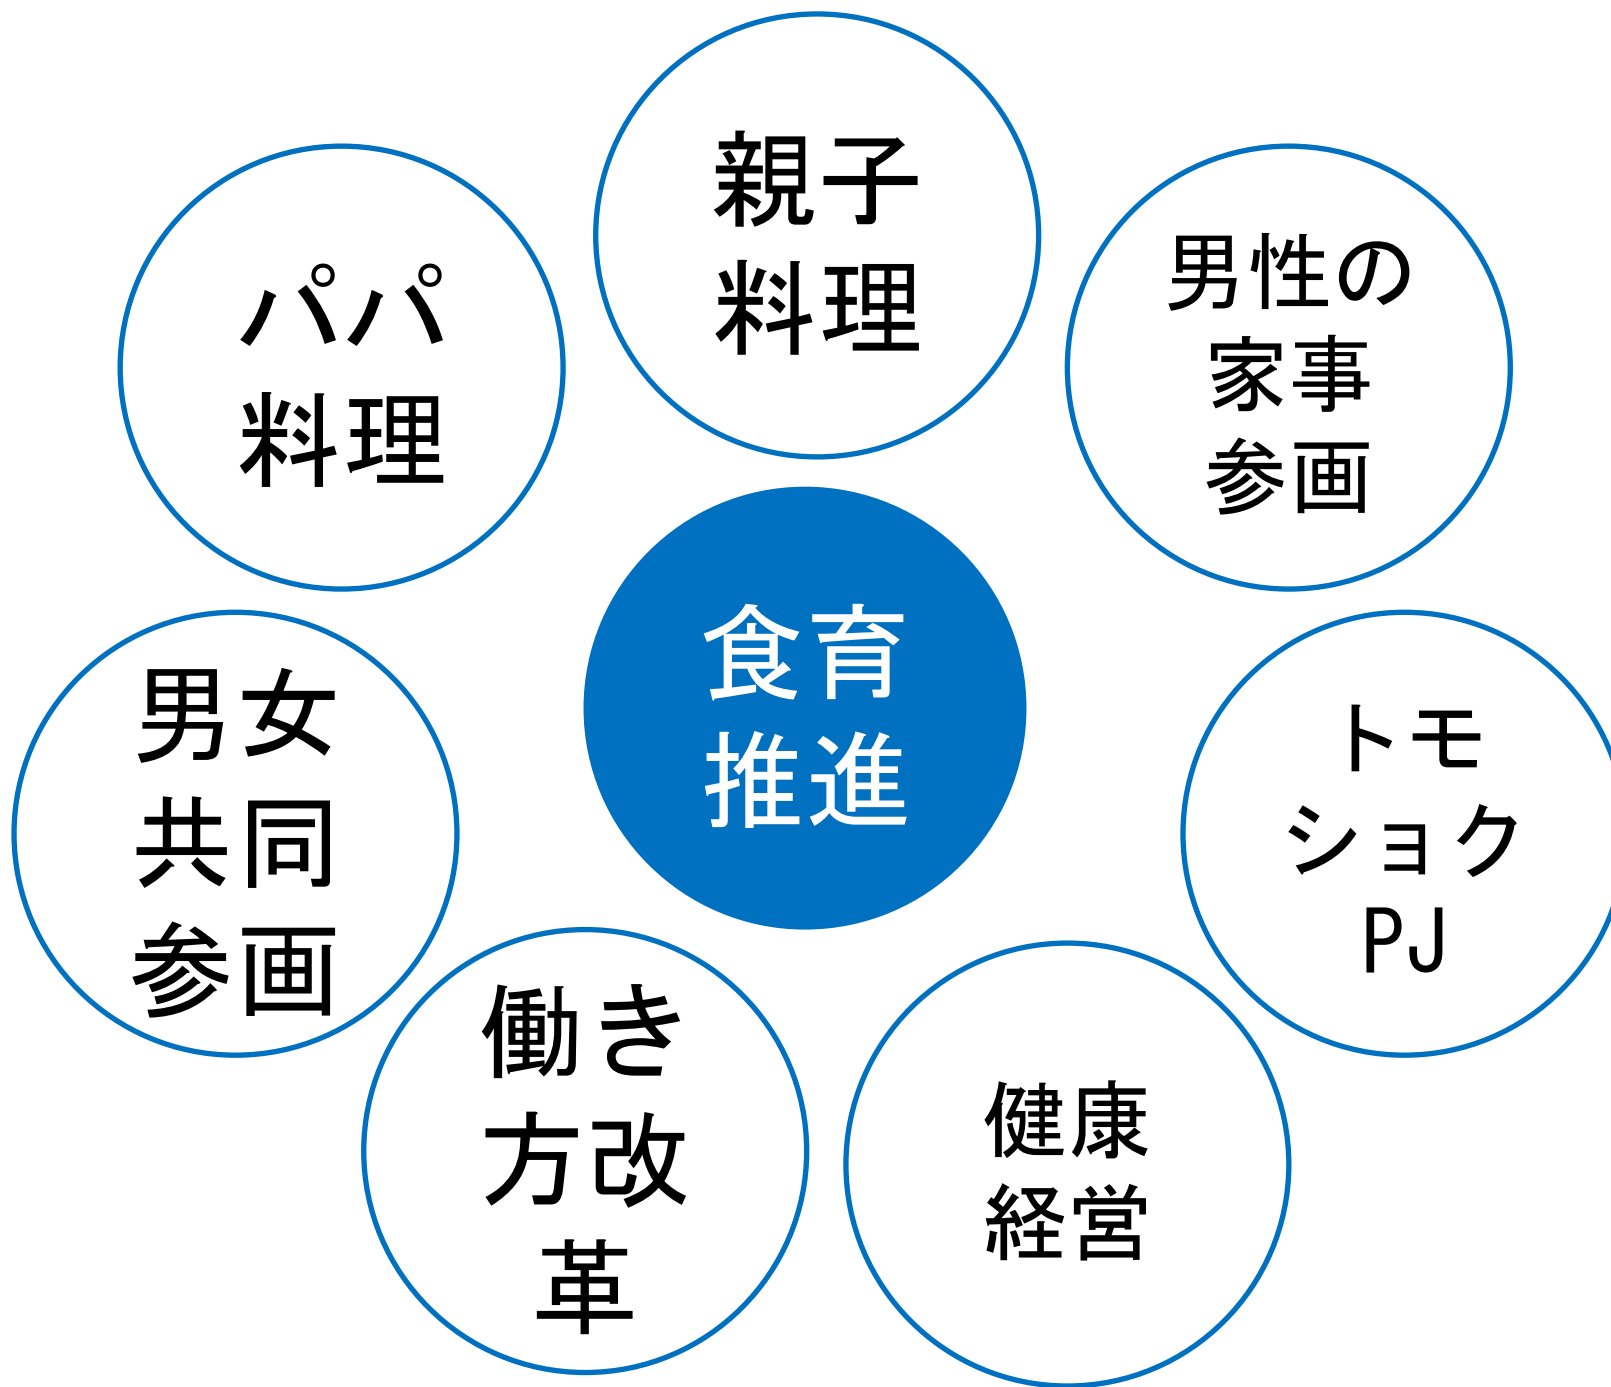 親子
料理
パパ
料理
男性の
家事
参画
食育
推進
男女
共同
参画
トモ
ショク
PJ
働き
方改
革
健康
経営